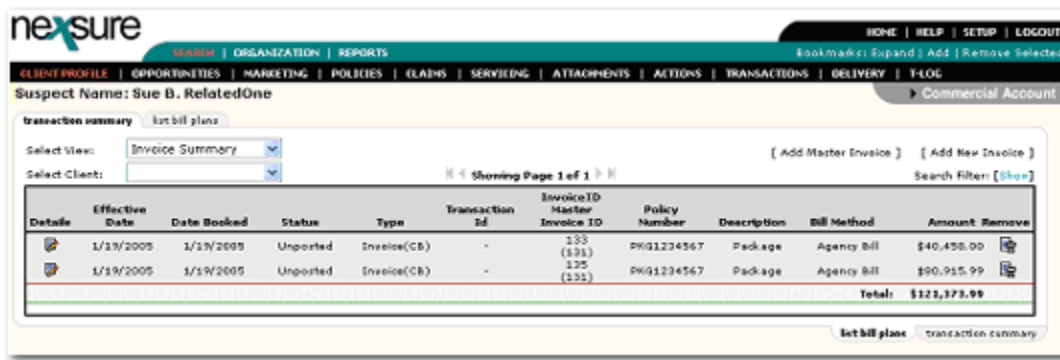 nexsure
HOME | HELP | SETUP | LOGOUT
SEARCH | ORGANIZATION | REPORTS
Bookmarks: Expand | Add | Remove Selected
CLIENT PROFILE | OPPORTUNITIES | MARKETING | POLICIES | CLAIMS | SERVICING | ATTACHMENTS | ACTIONS | TRANSACTIONS | DELIVERY | T-LOG
Suspect Name: Sue B. RelatedOne
Commercial Account
transaction summary list bill plans
Select View: Invoice Summary
[ Add Master Invoice ] [ Add New Invoice ]
Select Client:
Showing Page 1 of 1
Search Filter: [Show]
Details Effective Date Date Booked Status Type Transaction Id InvoiceID Master Invoice ID Policy Number Description Bill Method Amount Remove
1/19/2005 1/19/2005 Unposted Invoice(CB) - 133 (131) PKG1234567 Package Agency Bill $40,458.00
1/19/2005 1/19/2005 Unposted Invoice(CB) - 135 (131) PKG1234567 Package Agency Bill $80,915.99
Total: $121,373.99
list bill plans transaction summary